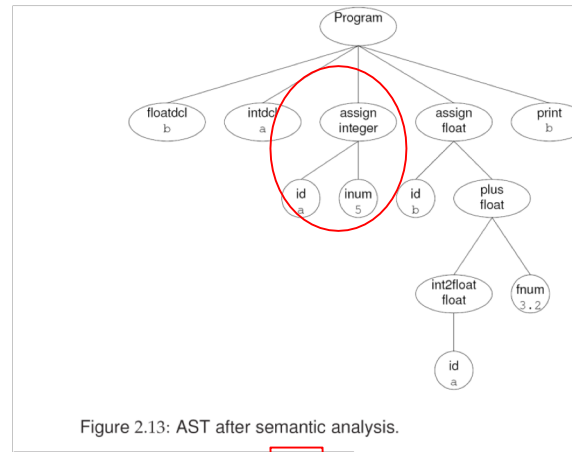 Program
floatdcl
b
intdcl
a
assign
integer
assign
float
print
b
id
a
inum
5
id
b
plus
float
int2float
float
fnum
3.2
id
a
Figure 2.13: AST after semantic analysis.